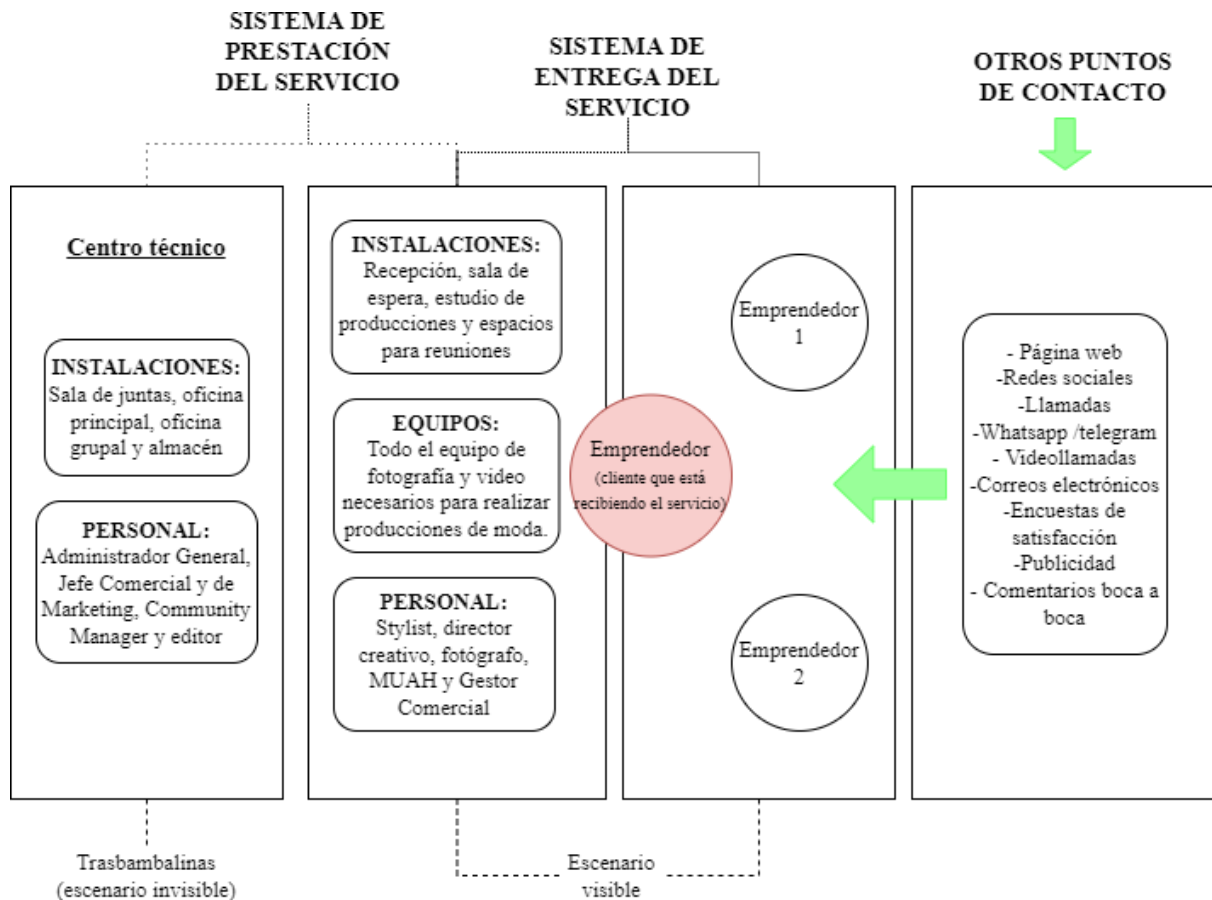 SISTEMA DE
PRESTACIÓN
DEL SERVICIO
SISTEMA DE
ENTREGA DEL
SERVICIO
OTROS PUNTOS
DE CONTACTO
Centro técnico
INSTALACIONES:
Sala de juntas, oficina
principal, oficina
grupal y almacén
PERSONAL:
Administrador General,
Jefe Comercial y de
Marketing, Community
Manager y editor
INSTALACIONES:
Recepción, sala de
espera, estudio de
producciones y espacios
para reuniones
EQUIPOS:
Todo el equipo de
fotografía y video
necesarios para realizar
producciones de moda.
PERSONAL:
Stylist, director
creativo, fotógrafo,
MUAH y Gestor
Comercial
Emprendedor
(cliente que está
recibiendo el servicio)
Emprendedor
1
Emprendedor
2
- Página web
-Redes sociales
-Llamadas
-Whatsapp /telegram
- Videollamadas
-Correos electrónicos
-Encuestas de
satisfacción
-Publicidad
- Comentarios boca a
boca
Trasbambalinas
(escenario invisible)
Escenario
visible